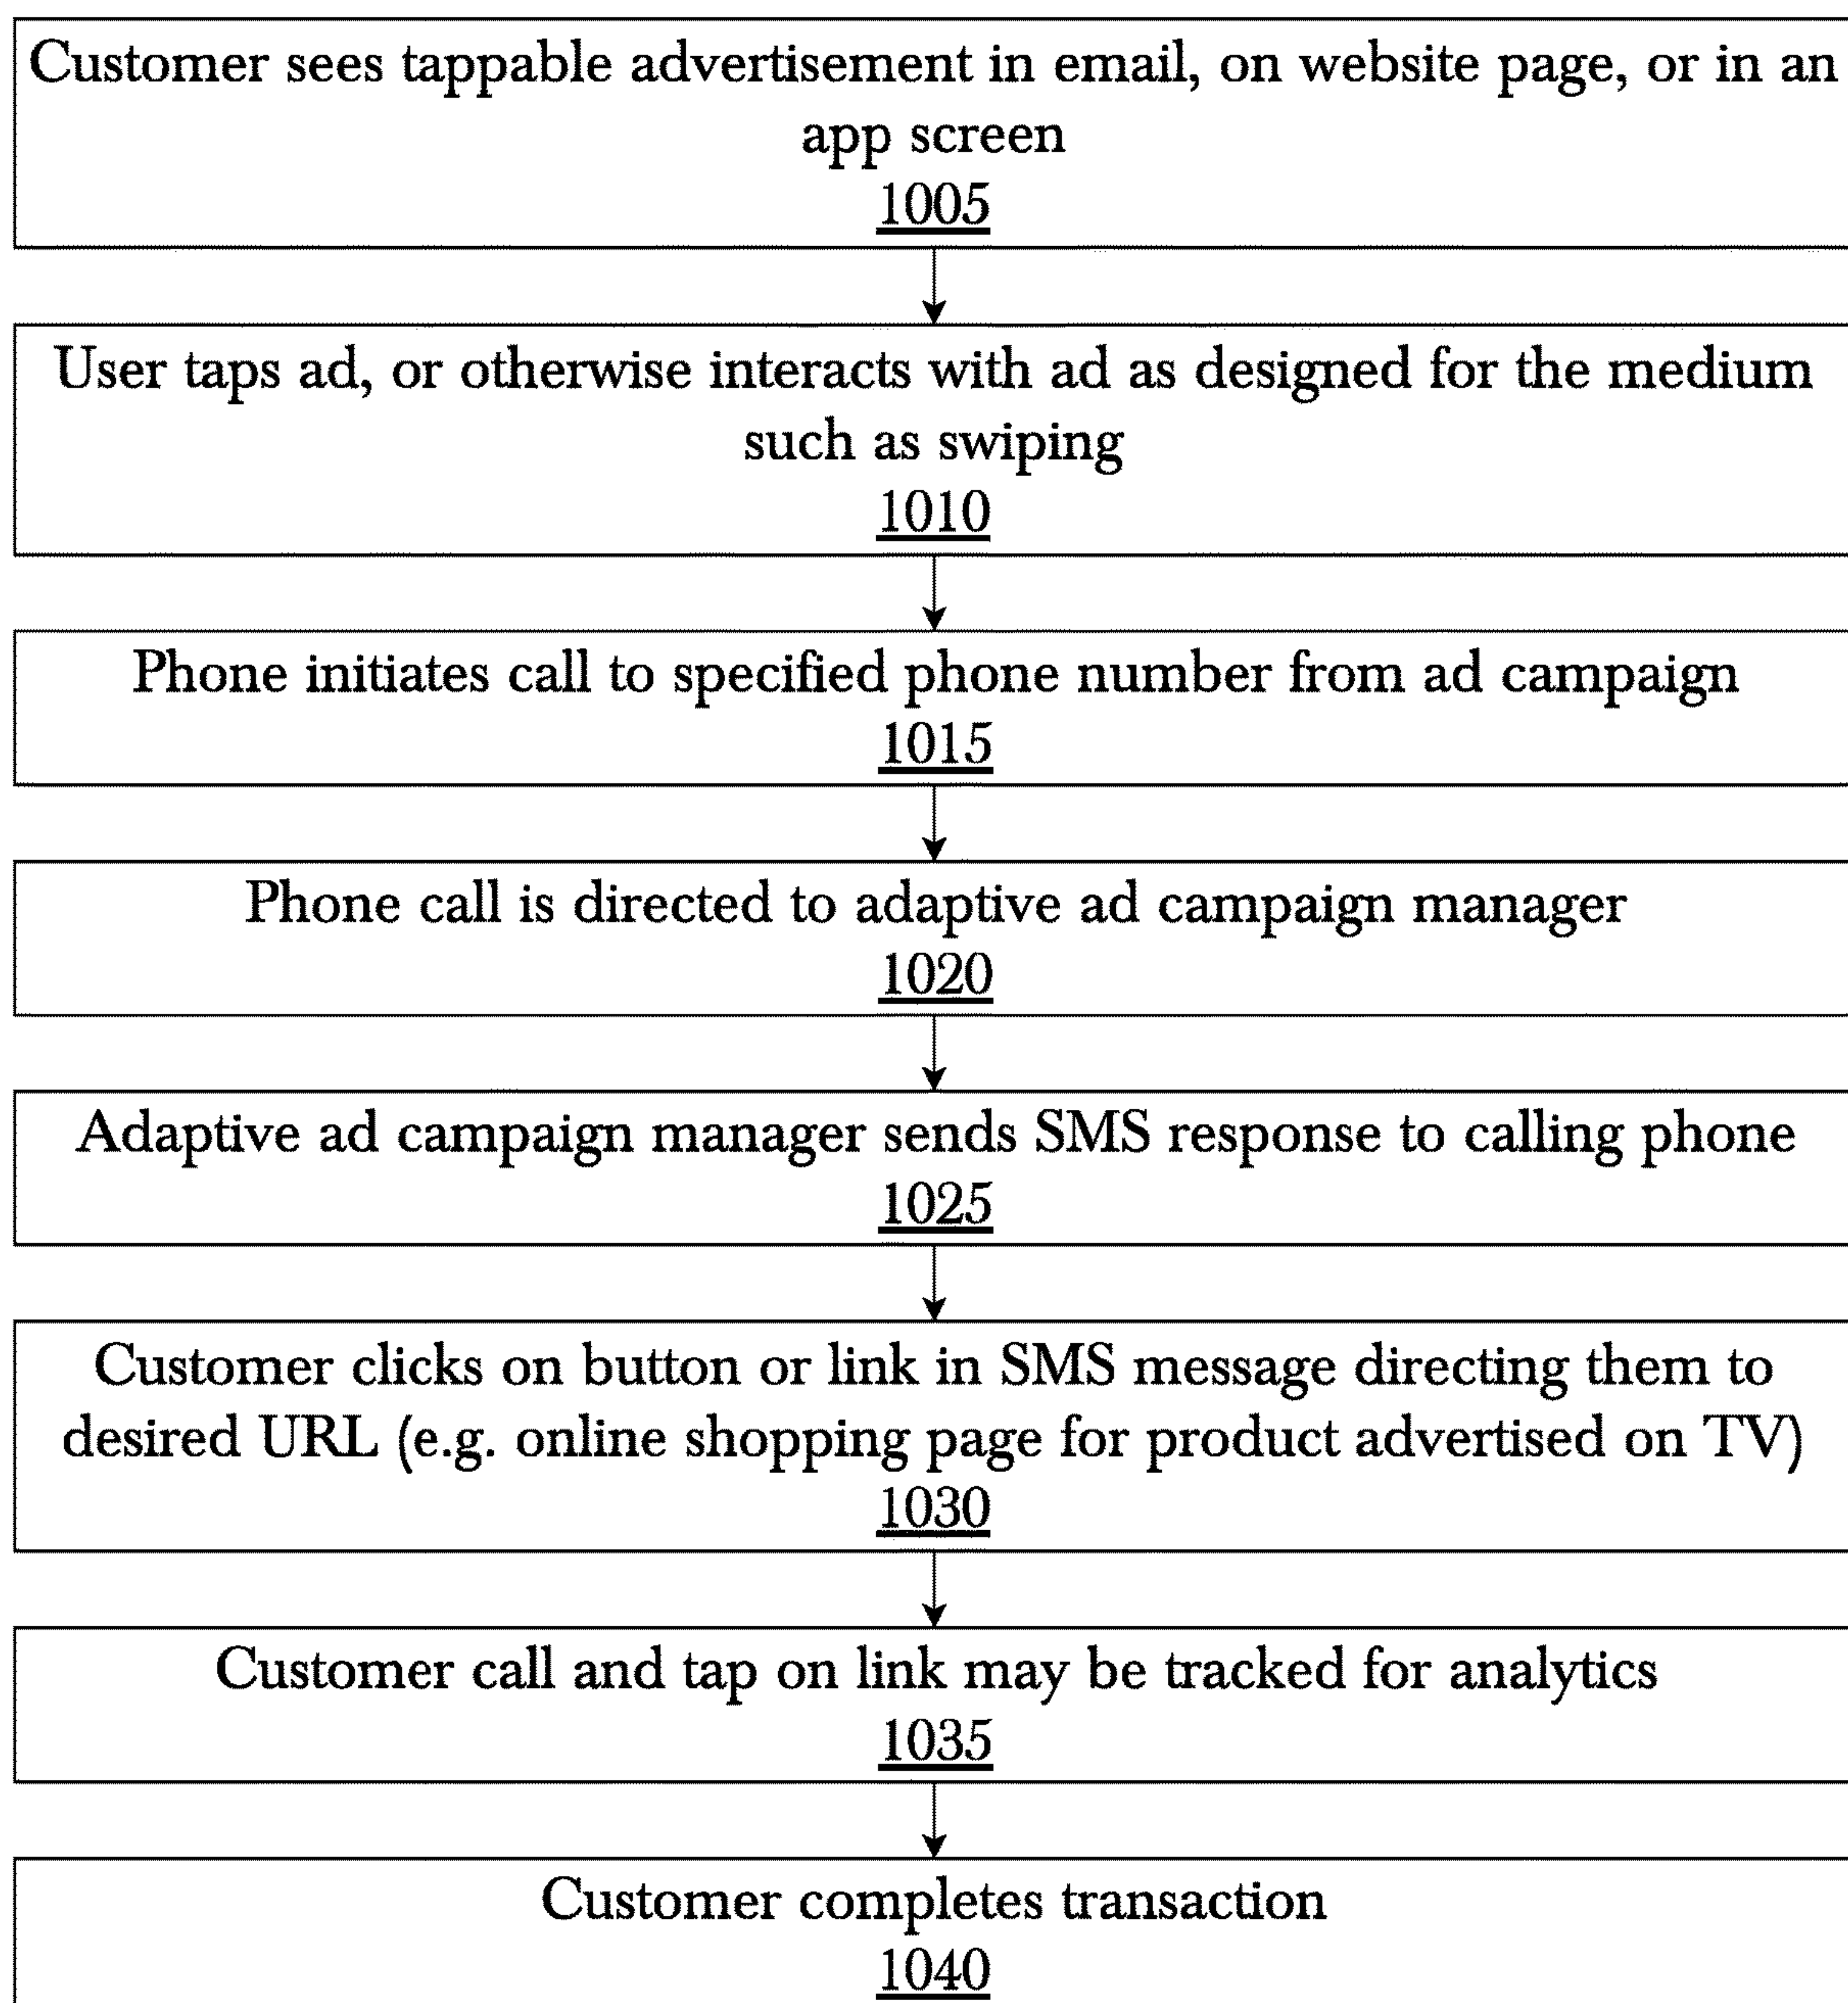 Customer sees tappable advertisement in email, on website page, or in an
app screen
1005
User taps ad, or otherwise interacts with ad as designed for the medium
such as swiping
1010
Phone initiates call to specified phone number from ad campaign
1015
Phone call is directed to adaptive ad campaign manager
1020
Adaptive ad campaign manager sends SMS response to calling phone
1025
Customer clicks on button or link in SMS message directing them to
desired URL (e.g. online shopping page for product advertised on TV)
1030
Customer call and tap on link may be tracked for analytics
1035
Customer completes transaction
1040